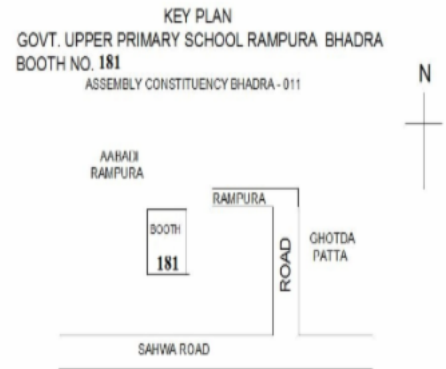 KEY PLAN
GOVT. UPPER PRIMARY SCHOOL RAMPURA BHADRA
BOOTH NO. 181
ASSEMBLY CONSTITUENCY BHADRA - 011
N
AABADI
RAMPURA
RAMPURA
BOOTH
181
ROAD
GHOTDA
PATTA
SAHWA ROAD